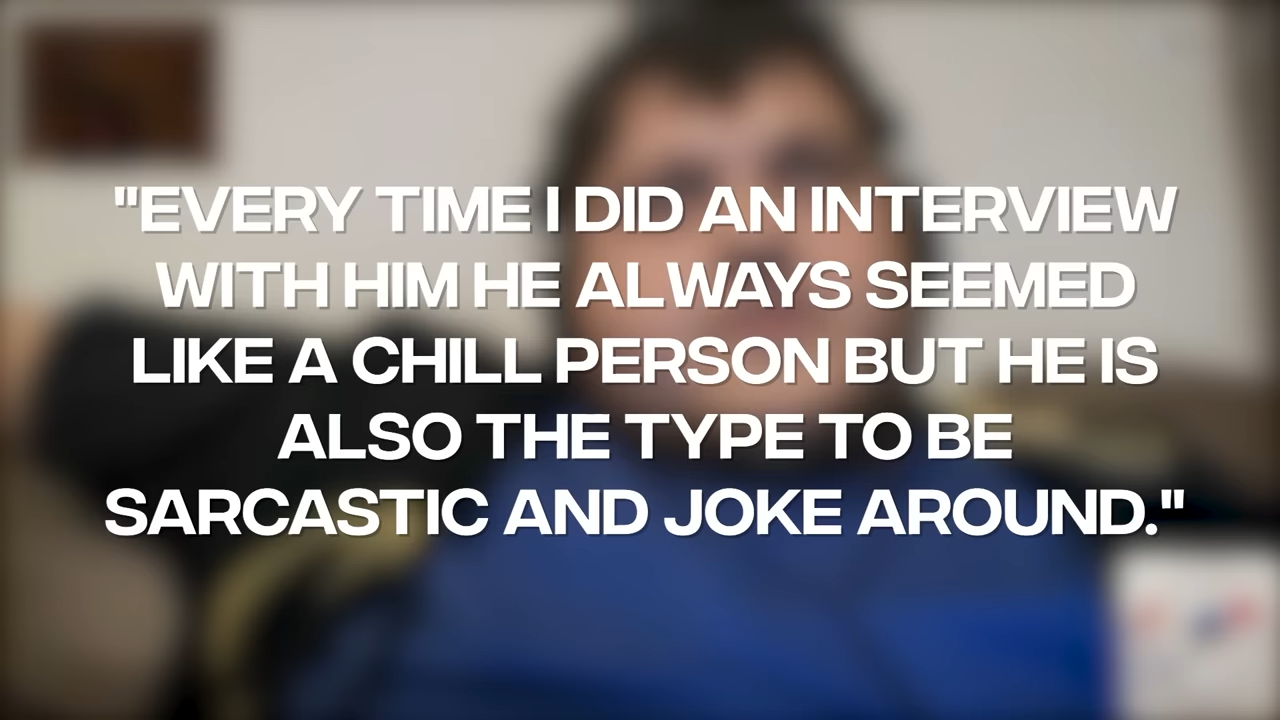 "EVERY TIME I DID AN INTERVIEW
WITH HIM HE ALWAYS SEEMED
LIKE A CHILL PERSON BUT HE IS
ALSO THE TYPE TO BE
SARCASTIC AND JOKE AROUND."